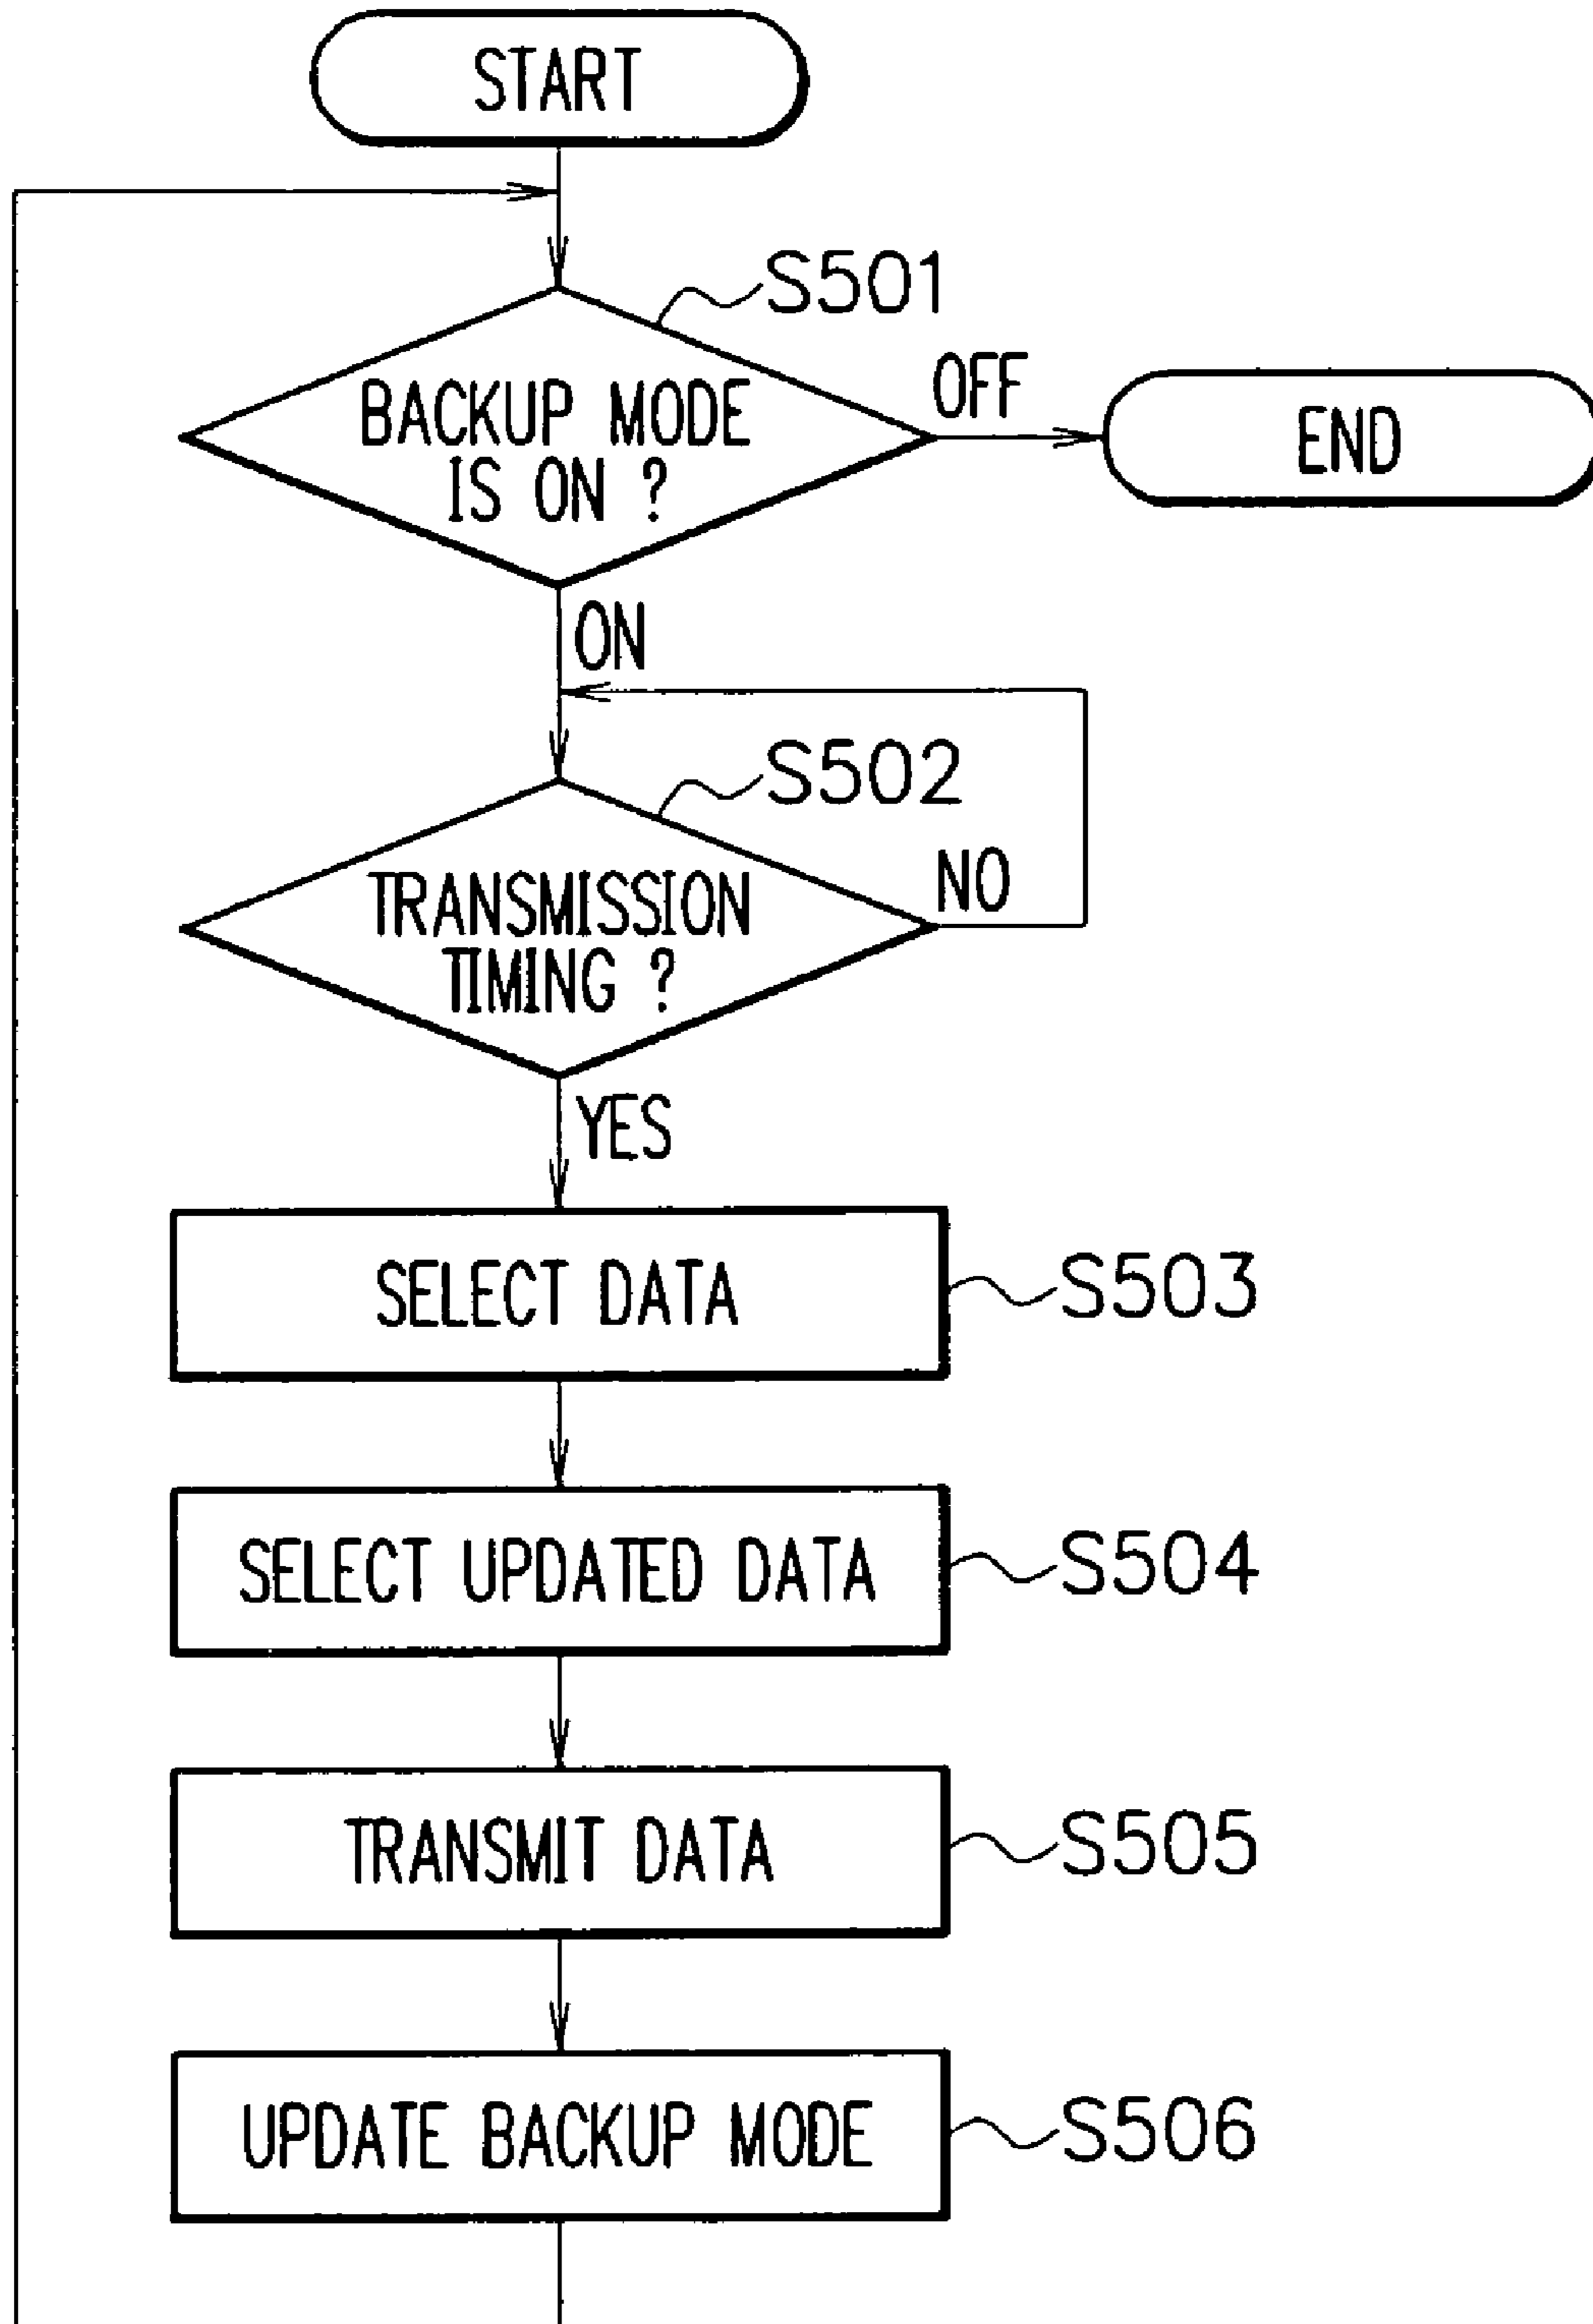 START
S501
BACKUP MODE
IS ON ?
OFF
END
ON
S502
TRANSMISSION
TIMING ?
NO
YES
SELECT DATA
S503
SELECT UPDATED DATA
S504
TRANSMIT DATA
S505
UPDATE BACKUP MODE
S506